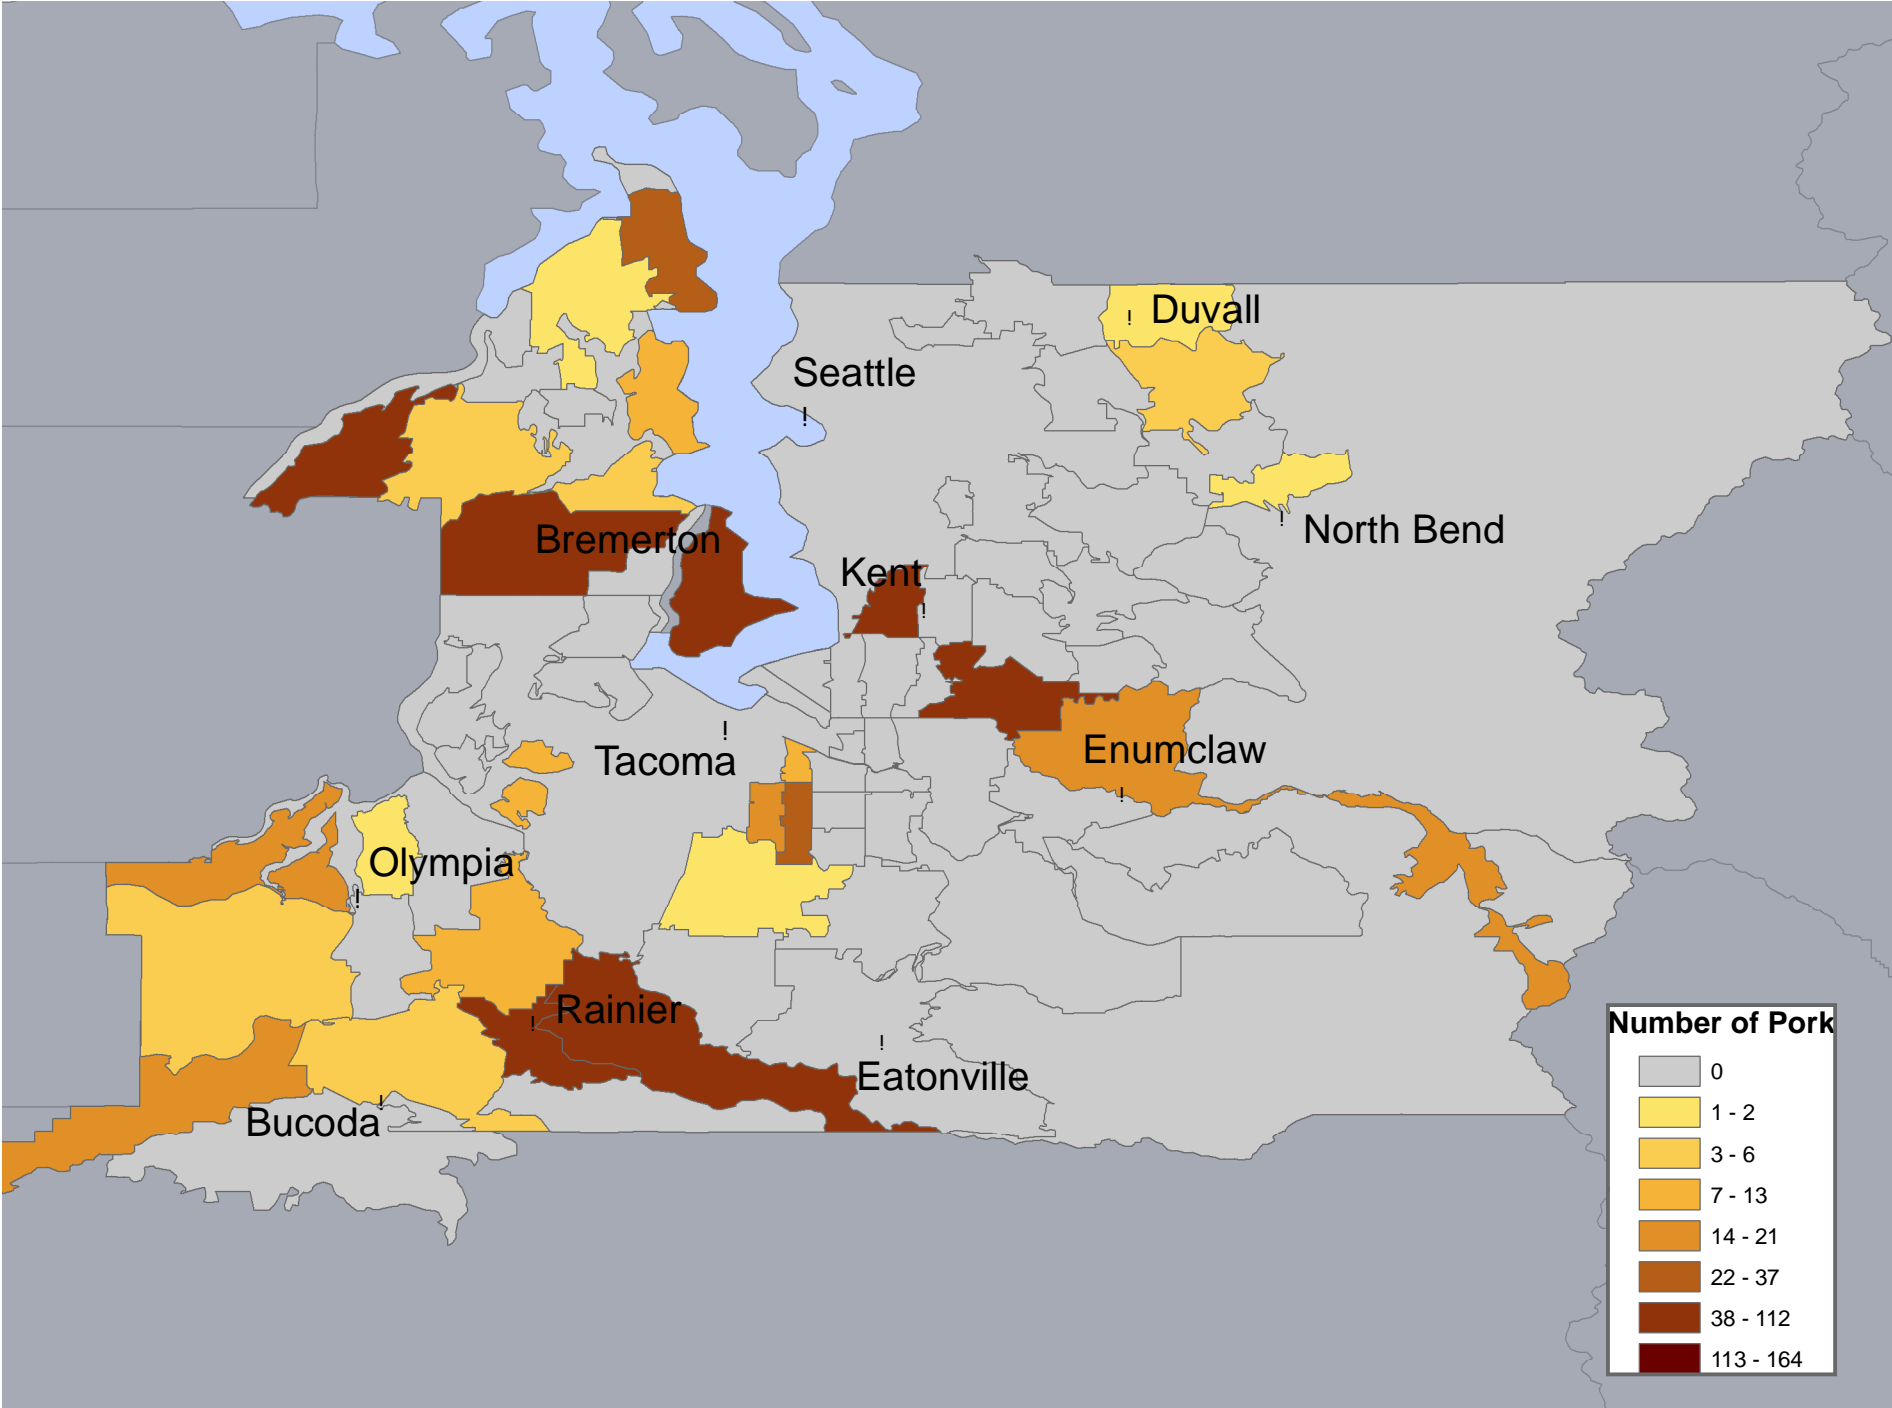 Duvall
!
Seattle
!
North Bend
!
Bremerton
Kent
!
Tacoma
!
Enumclaw
!
Olympia
!
Rainier
!
Eatonville
!
Bucoda
!
Number of Pork
0
1 - 2
3 - 6
7 - 13
14 - 21
22 - 37
38 - 112
113 - 164